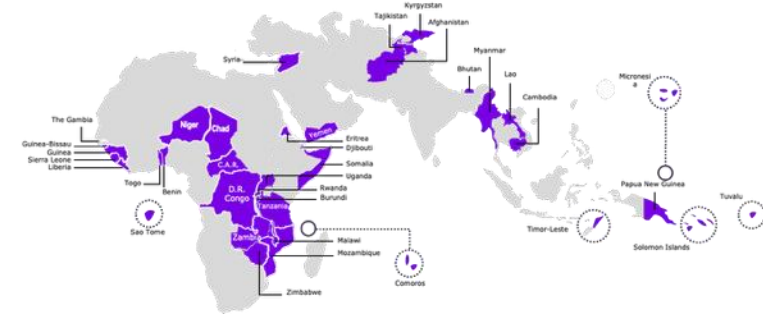 Kyrgyzstan
Tajikistan
Afghanistan
Syria
Myanmar
Bhutan
Lao
Cambodia
Micronesi
a
The Gambia
Guinea-Bissau
Guinea
Sierra Leone
Liberia
Niger
Chad
Yemen
Eritrea
Djibouti
Somalia
C.A.R.
Uganda
Togo
Benin
D.R.
Congo
Rwanda
Burundi
Tanzania
Papua New Guinea
Tuvalu
Sao Tome
Zambia
Malawi
Mozambique
Timor-Leste
Solomon Islands
Comoros
Zimbabwe